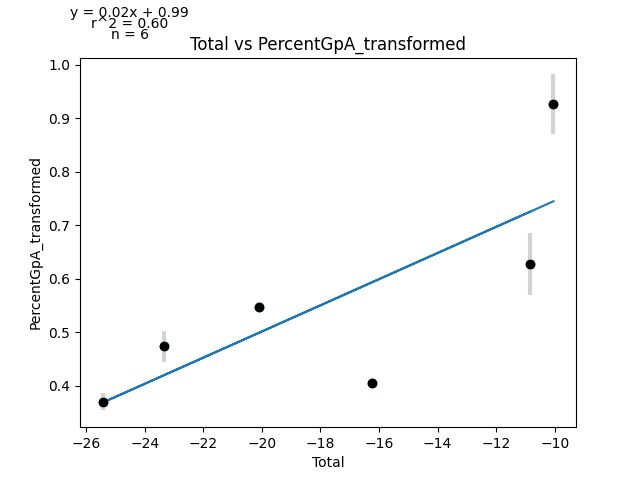 y = 0.02x + 0.99
r^2 = 0.60
n = 6
Total vs PercentGpA_transformed
1.0
0.9
0.8
0.7
0.6
0.5
0.4
PercentGpA_transformed
−26 −24 −22 −20 −18 −16 −14 −12 −10
Total